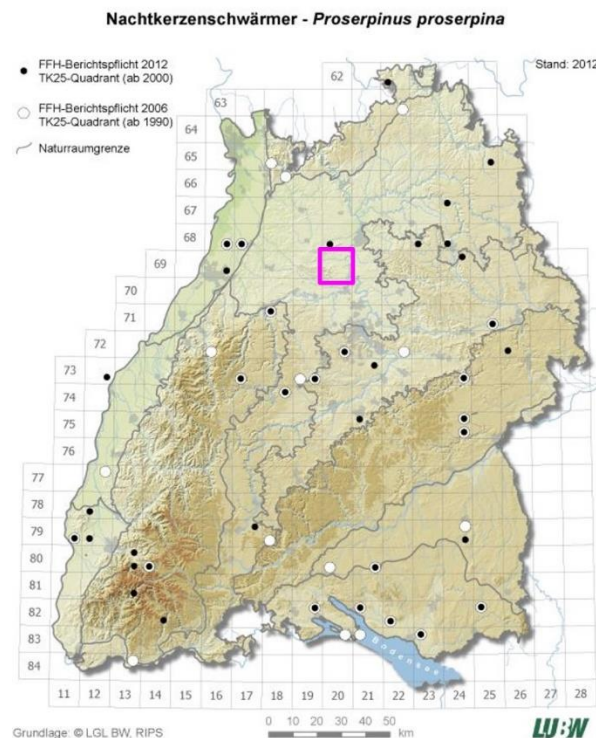 Nachtkerzenschwärmer - Proserpinus proserpina
FFH-Berichtspflicht 2012
TK25-Quadrant (ab 2000)
FFH-Berichtspflicht 2006
TK25-Quadrant (ab 1990)
Naturraumgrenze
Stand: 2012
62
63
64
65
66
67
68
69
70
71
72
73
74
75
76
77
78
79
80
81
82
83
84
Bodensee
11 12 13 14 15 16 17 18 19 20 21 22 23 24 25 26 27 28
0 10 20 30 40 50
km
Grundlage: © LGL BW, RIPS
LUBW